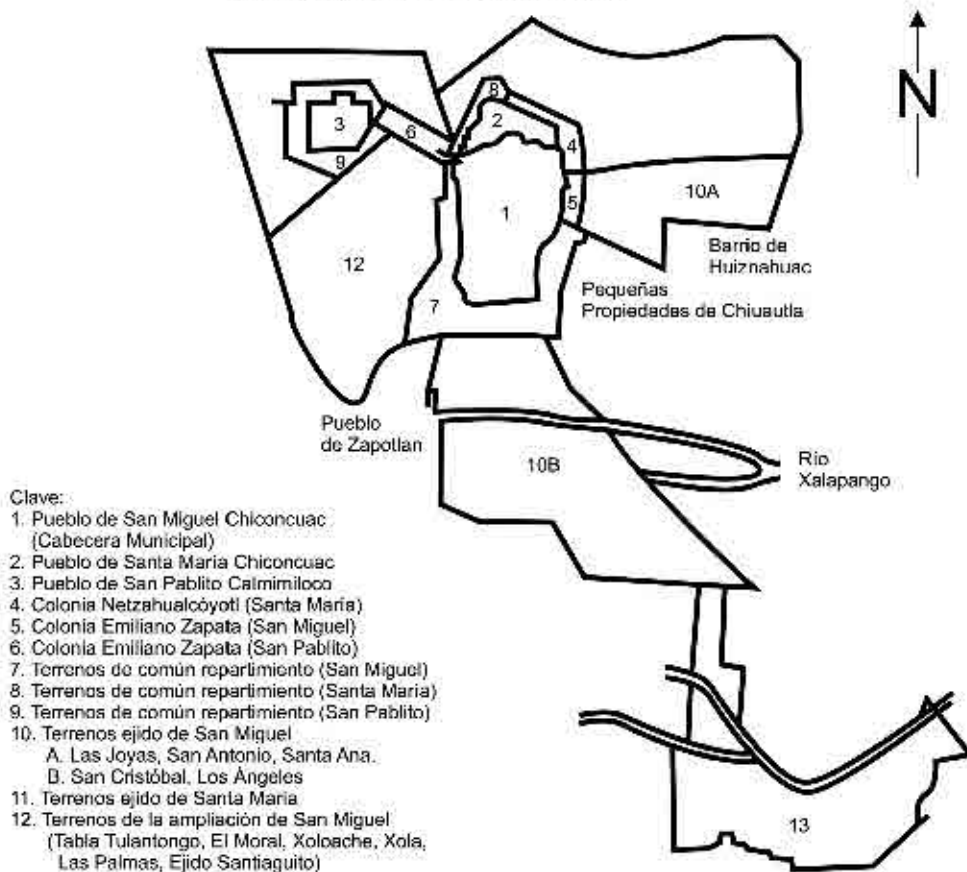 N
8
2
3
6
4
9
10A
5
1
Barrio de
Huiznahuac
12
Pequeñas
Propiedades de Chiuautla
7
Pueblo
de Zapotlan
10B
Río
Xalapango
Clave:
1. Pueblo de San Miguel Chiconcuac
(Cabecera Municipal)
2. Pueblo de Santa María Chiconcuac
3. Pueblo de San Pablito Calmimiloco
4. Colonia Netzahualcóyotl (Santa María)
5. Colonia Emiliano Zapata (San Miguel)
6. Colonia Emiliano Zapata (San Pablito)
7. Terrenos de común repartimiento (San Miguel)
8. Terrenos de común repartimiento (Santa María)
9. Terrenos de común repartimiento (San Pablito)
10. Terrenos ejido de San Miguel
A. Las Joyas, San Antonio, Santa Ana.
B. San Cristóbal, Los Ángeles
11. Terrenos ejido de Santa María
12. Terrenos de la ampliación de San Miguel
(Tabla Tulantongo, El Moral, Xoloache, Xola,
Las Palmas, Ejido Santiaguito)
13